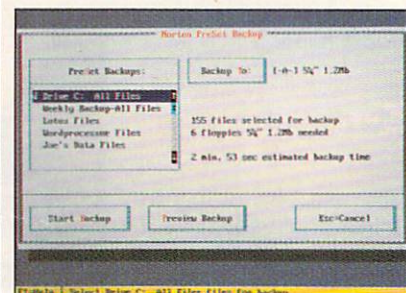 Norton PreSet Backup
PreSet Backups:
Backup To:
[-A-] 5¼" 1.2Mb
Drive C: All Files
Weekly Backup-All Files
Lotus Files
Wordprocessor Files
Joe's Data Files
155 files selected for backup
6 floppies 5¼" 1.2Mb needed
2 min, 53 sec estimated backup time
Start Backup
Preview Backup
Esc=Cancel
F1=Help | Select Drive C: All Files files for backup